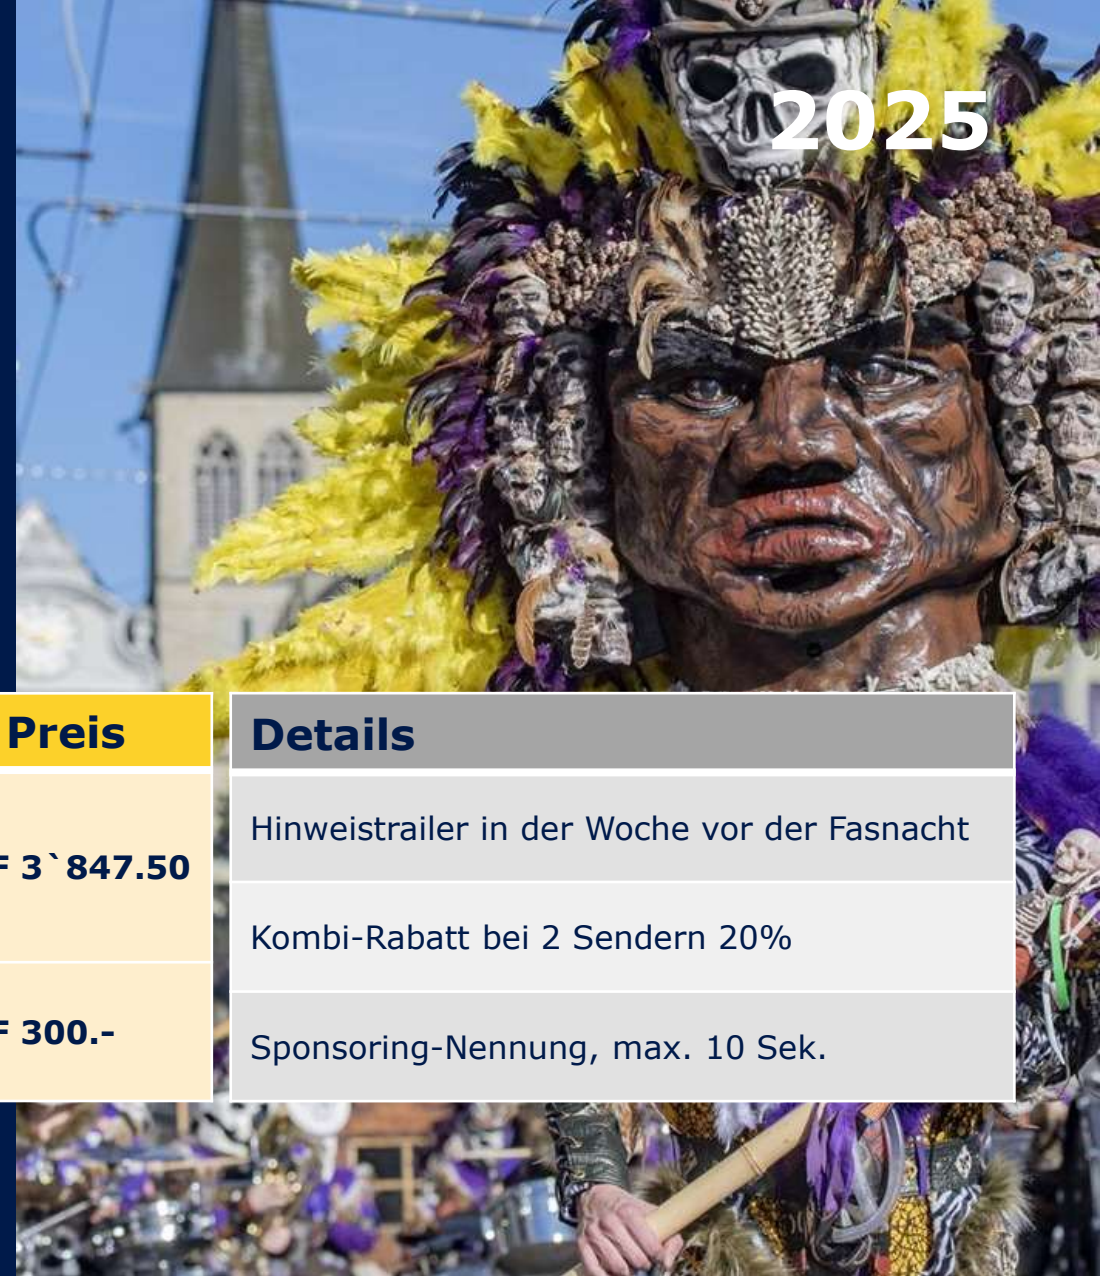 2025
Preis
F 3`847.50
F 300.-
Details
Hinweistrailer in der Woche vor der Fasnacht
Kombi-Rabatt bei 2 Sendern 20%
Sponsoring-Nennung, max. 10 Sek.